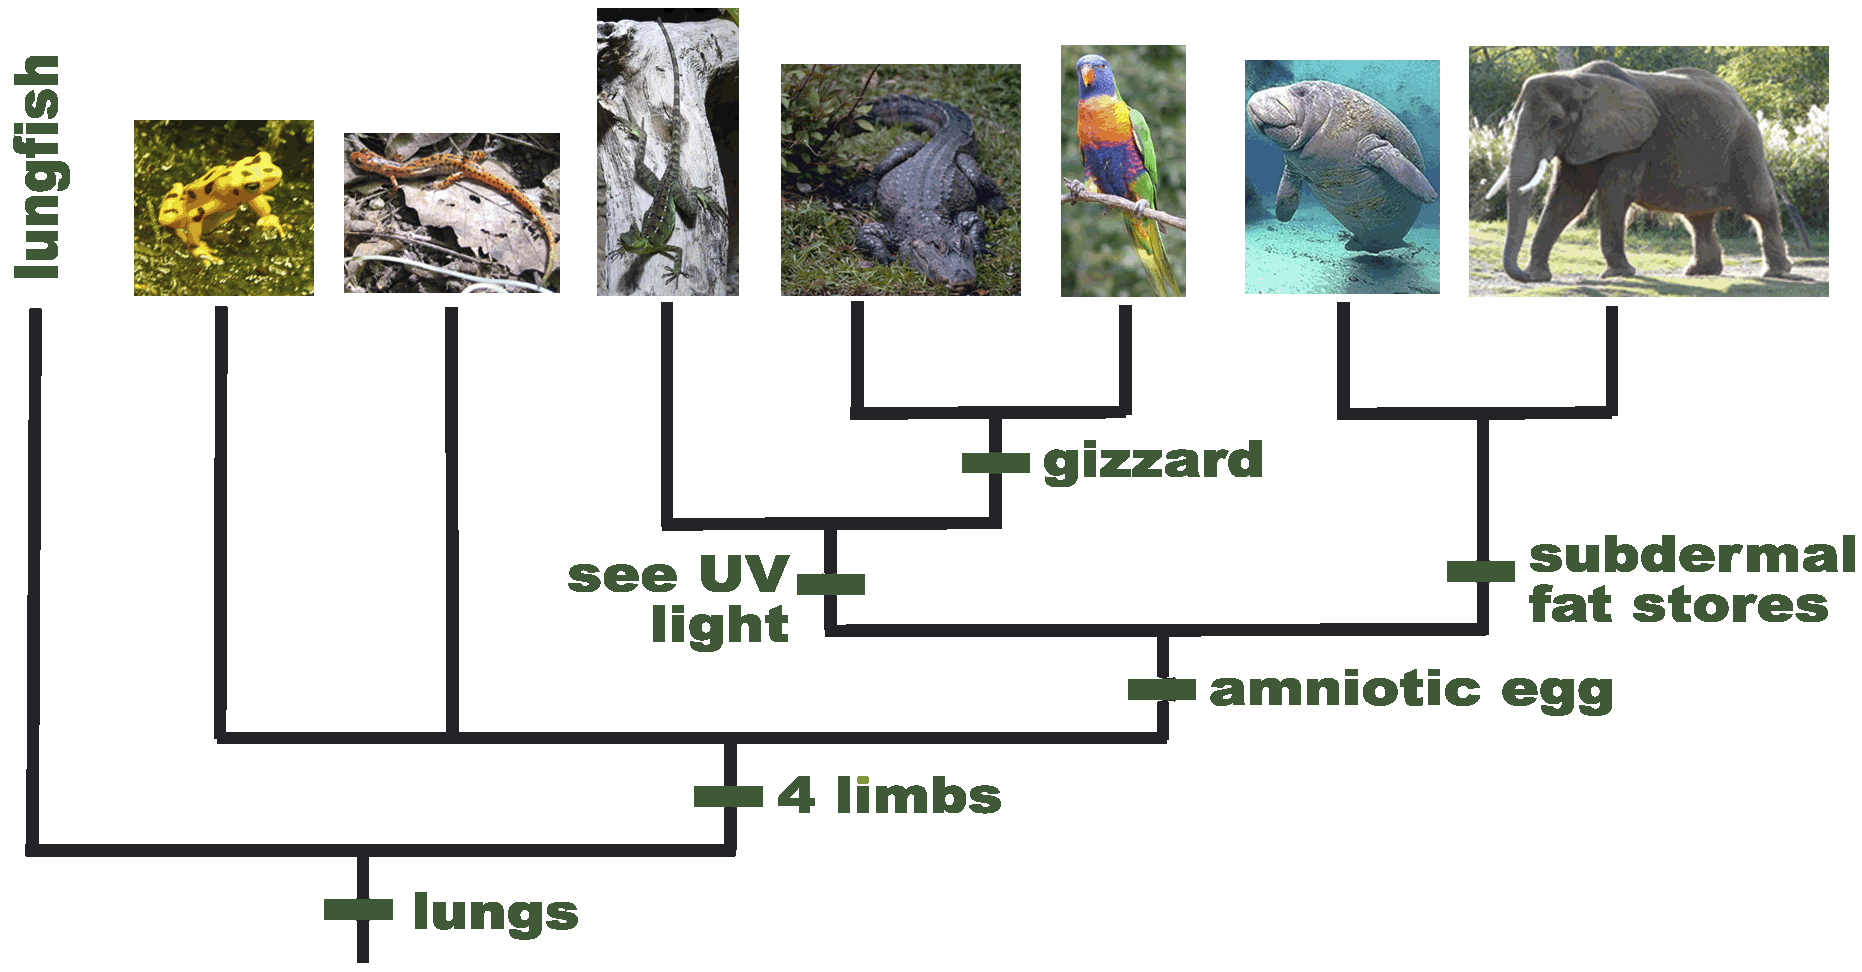 lungfish
gizzard
see UV
light
subdermal
fat stores
amniotic egg
4 limbs
lungs